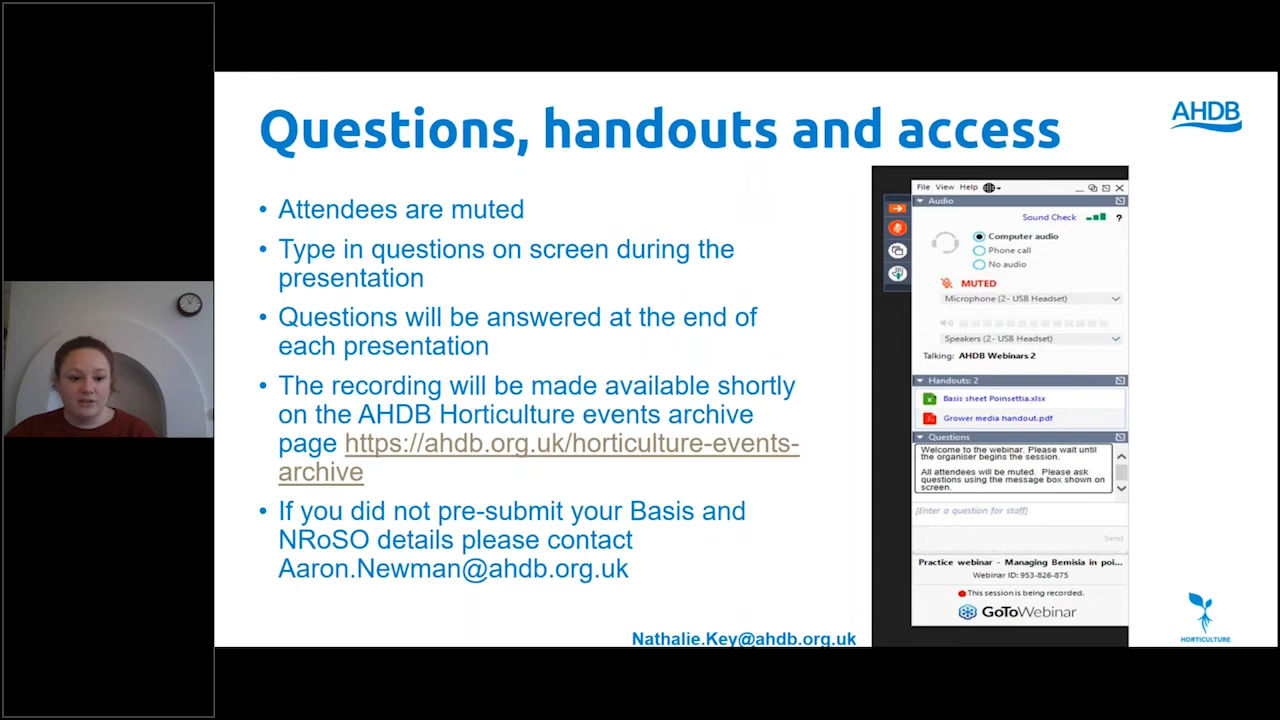 Questions, handouts and access
AHDB
• Attendees are muted
• Type in questions on screen during the
presentation
• Questions will be answered at the end of
each presentation
• The recording will be made available shortly
on the AHDB Horticulture events archive
page https://ahdb.org.uk/horticulture-events-
archive
• If you did not pre-submit your Basis and
NRoSO details please contact
Aaron.Newman@ahdb.org.uk
Nathalie.Key@ahdb.org.uk
File View Help
Audio
Sound Check
?
Computer audio
Phone call
No audio
MUTED
Microphone (2- USB Headset)
Speakers (2- USB Headset)
Talking: AHDB Webinars 2
Handouts: 2
Basis sheet Poinsettia.xlsx
Grower media handout.pdf
Questions
Welcome to the webinar. Please wait until
the organiser begins the session.
All attendees will be muted. Please ask
questions using the message box shown on
screen.
[Enter a question for staff]
Send
Practice webinar - Managing Bemisia in poi...
Webinar ID: 953-826-875
This session is being recorded.
GoToWebinar
HORTICULTURE